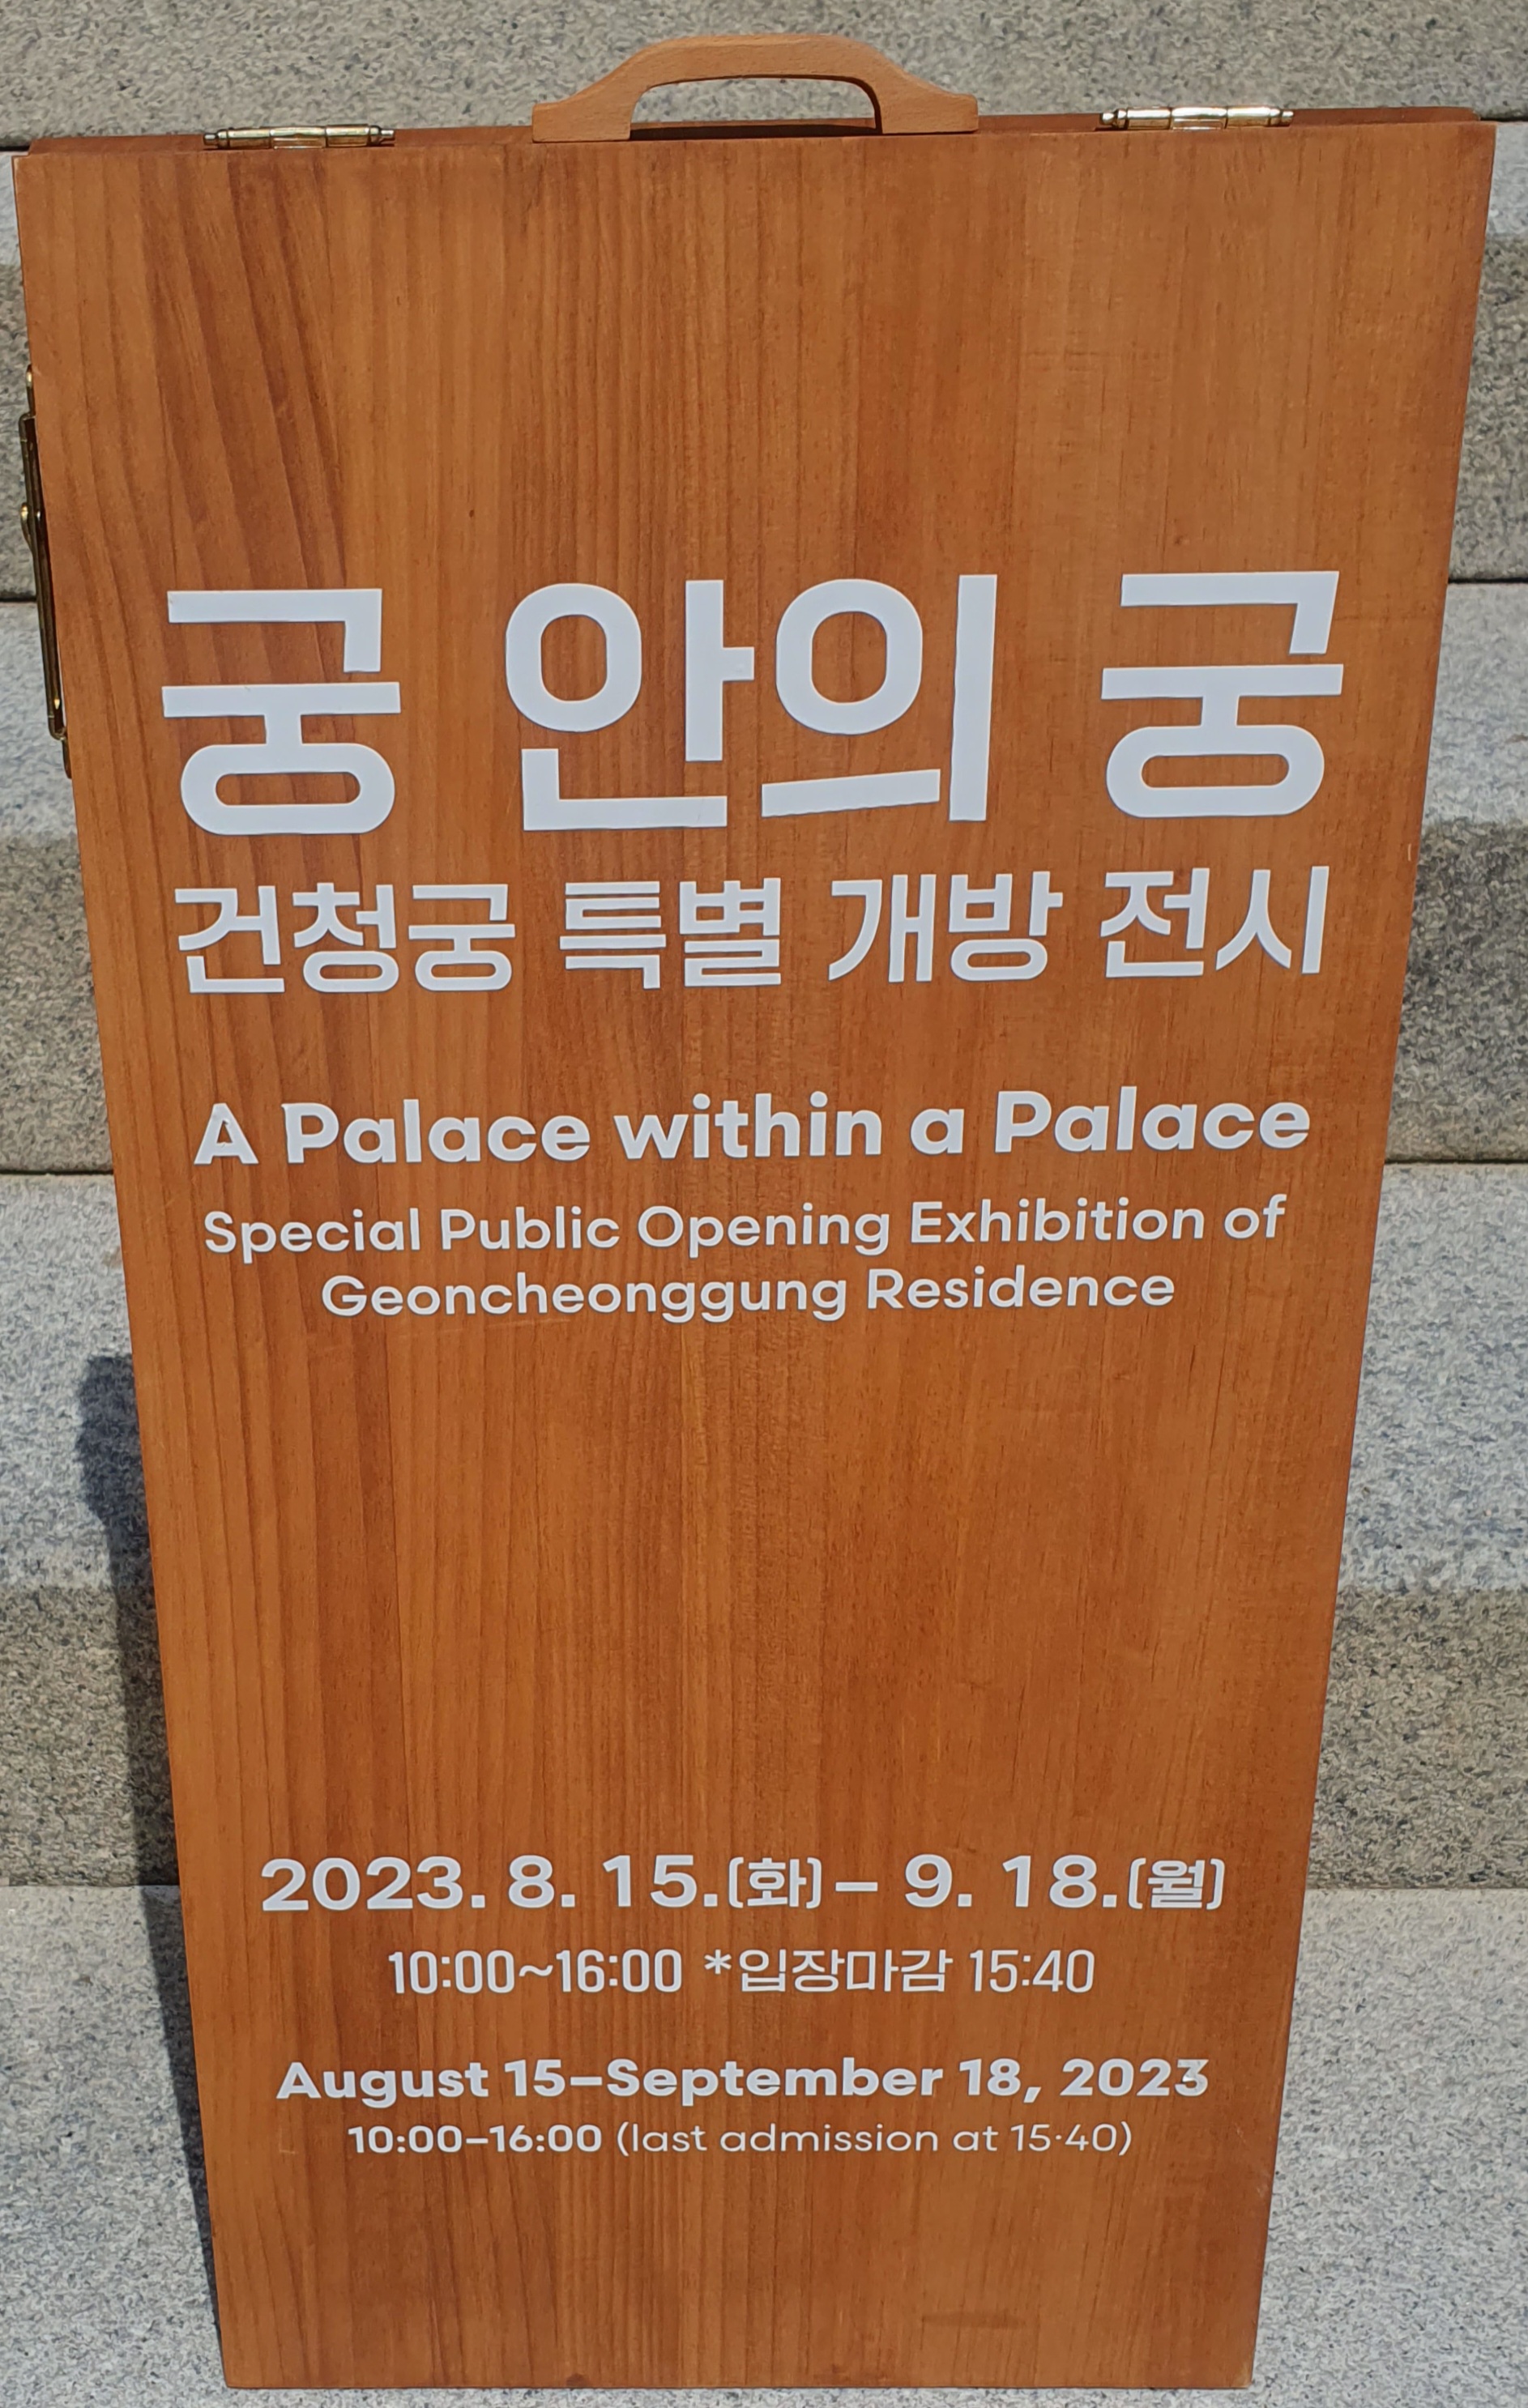 궁 안의 궁
건청궁 특별 개방 전시
A Palace within a Palace
Special Public Opening Exhibition of
Geoncheonggung Residence
2023. 8. 15.(화) – 9. 18.(월)
10:00~16:00 *입장마감 15:40
August 15–September 18, 2023
10:00–16:00 (last admission at 15:40)